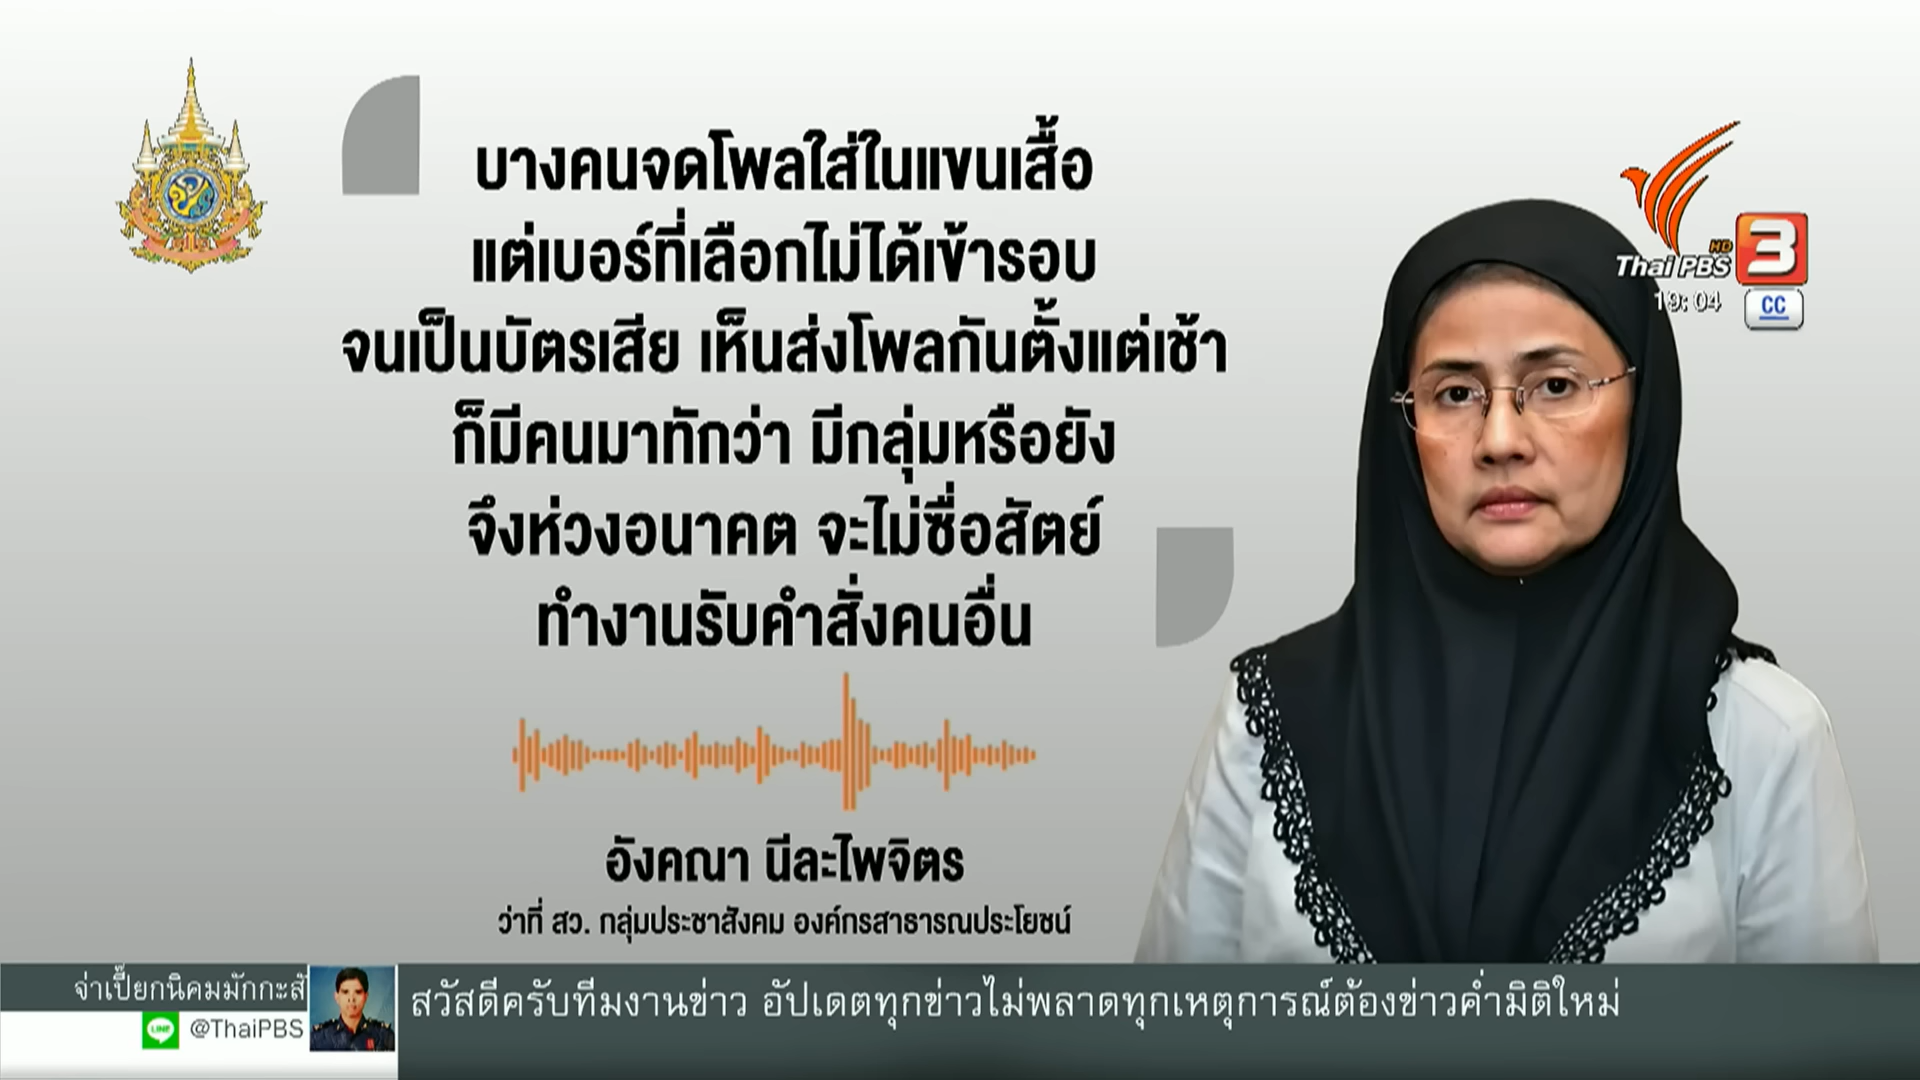 บางคนจดโพลใส่ในแขนเสื้อ
แต่เบอร์ที่เลือกไม่ได้เข้ารอบ
จนเป็นบัตรเสีย เห็นส่งโพลกันตั้งแต่เช้า
ก็มีคนมาทักว่า มีกลุ่มหรือยัง
จึงห่วงอนาคต จะไม่ซื่อสัตย์
ทำงานรับคำสั่งคนอื่น
อังคณา นีละไพจิตร
ว่าที่ สว. กลุ่มประชาสังคม องค์กรสาธารณประโยชน์
HD
Thai PBS 3
19:04
CC
จ่าเปี๊ยกนิคมมักกะสั
LINE @ThaiPBS
สวัสดีครับทีมงานข่าว อัปเดตทุกข่าวไม่พลาดทุกเหตุการณ์ต้องข่าวค่ำมิติใหม่